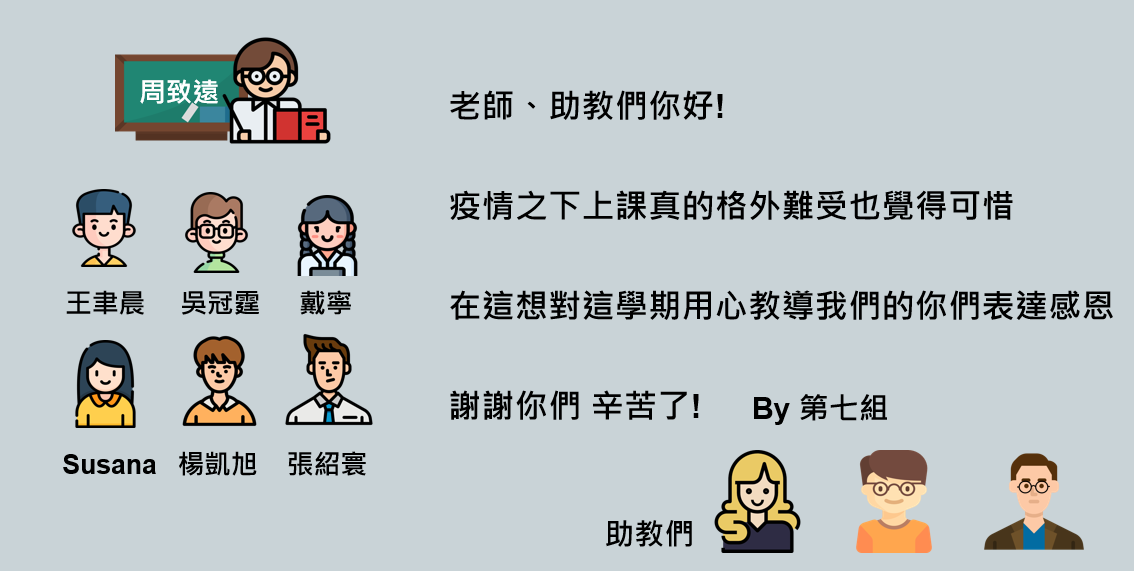 周致遠
老師、助教們你好!
疫情之下上課真的格外難受也覺得可惜
王聿晨 吳冠霆 戴寧
在這想對這學期用心教導我們的你們表達感恩
謝謝你們 辛苦了! By 第七組
Susana 楊凱旭 張紹寰
助教們